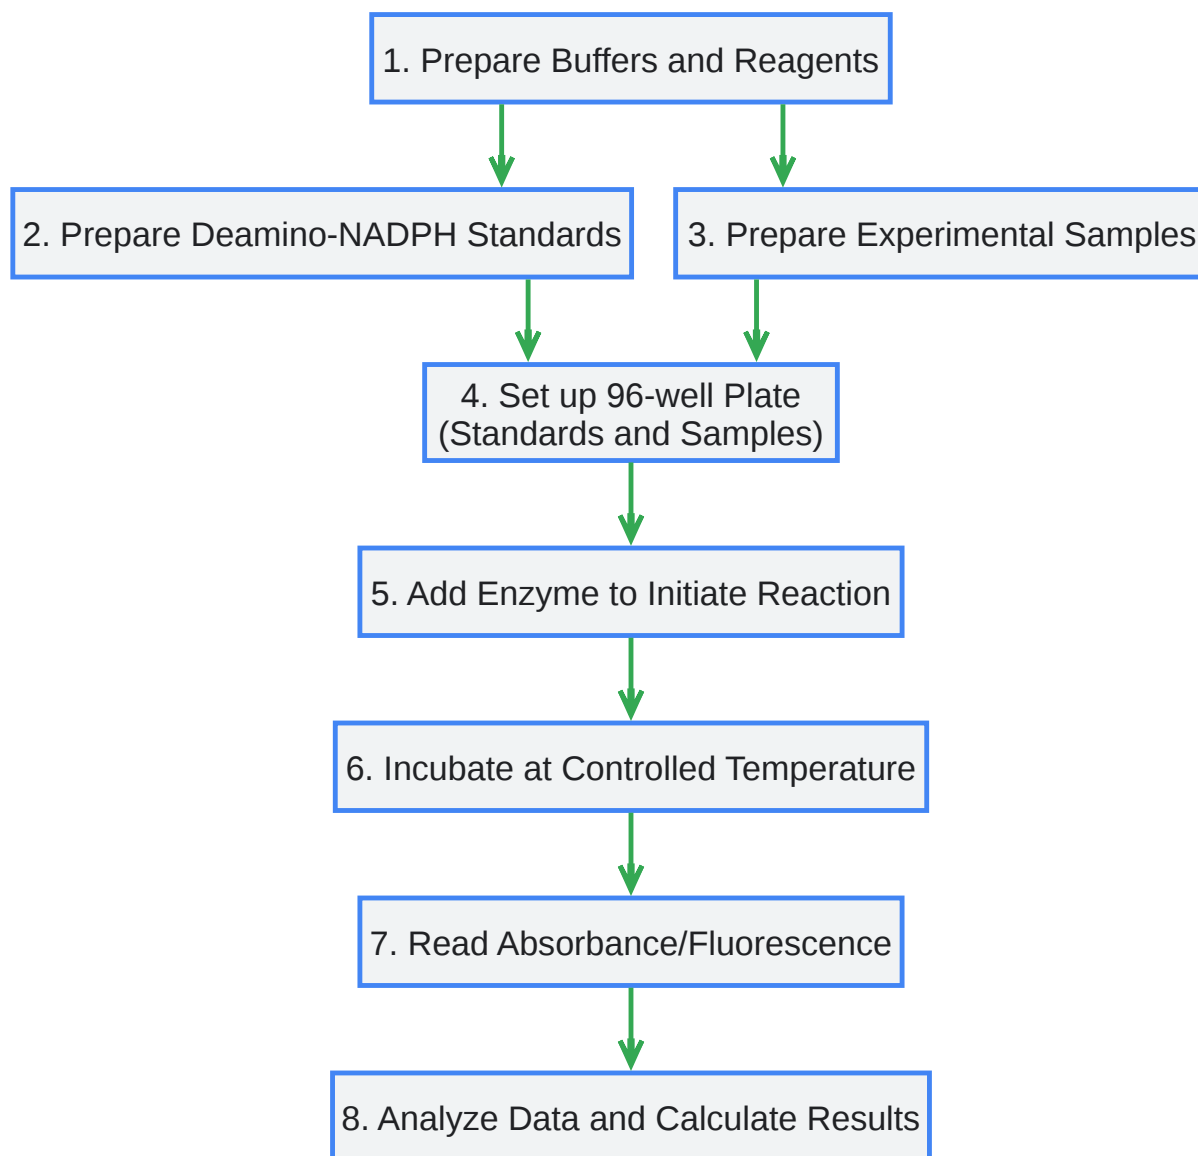 1. Prepare Buffers and Reagents
2. Prepare Deamino-NADPH Standards
3. Prepare Experimental Samples
4. Set up 96-well Plate
(Standards and Samples)
5. Add Enzyme to Initiate Reaction
6. Incubate at Controlled Temperature
7. Read Absorbance/Fluorescence
8. Analyze Data and Calculate Results